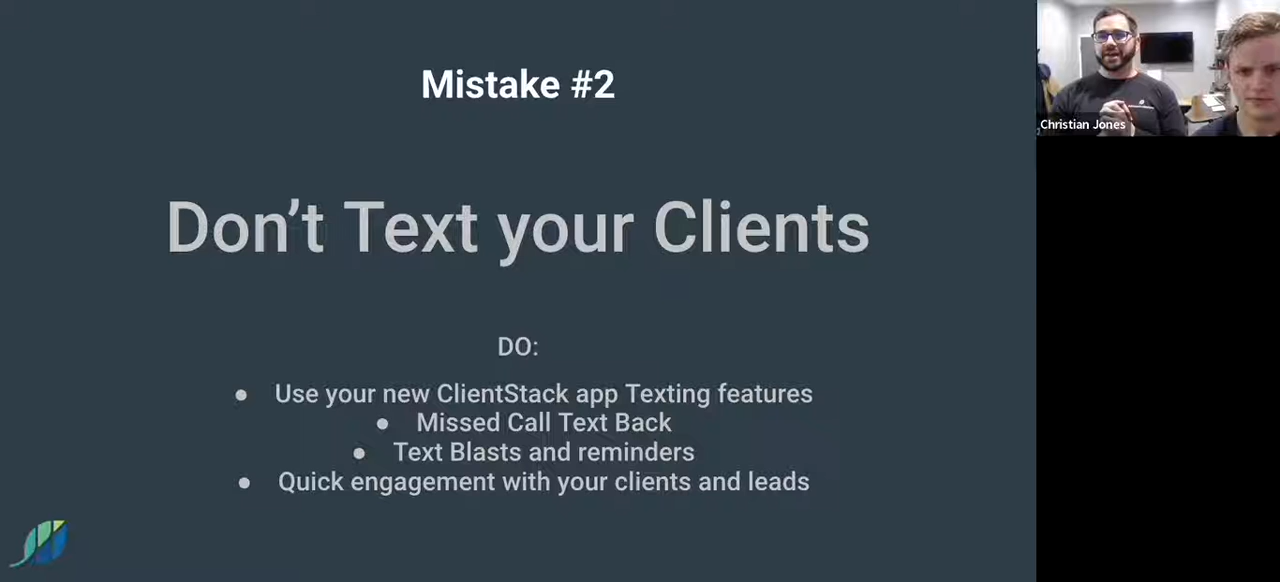 Mistake #2
Don't Text your Clients
DO:
● Use your new ClientStack app Texting features
● Missed Call Text Back
● Text Blasts and reminders
● Quick engagement with your clients and leads
Christian Jones